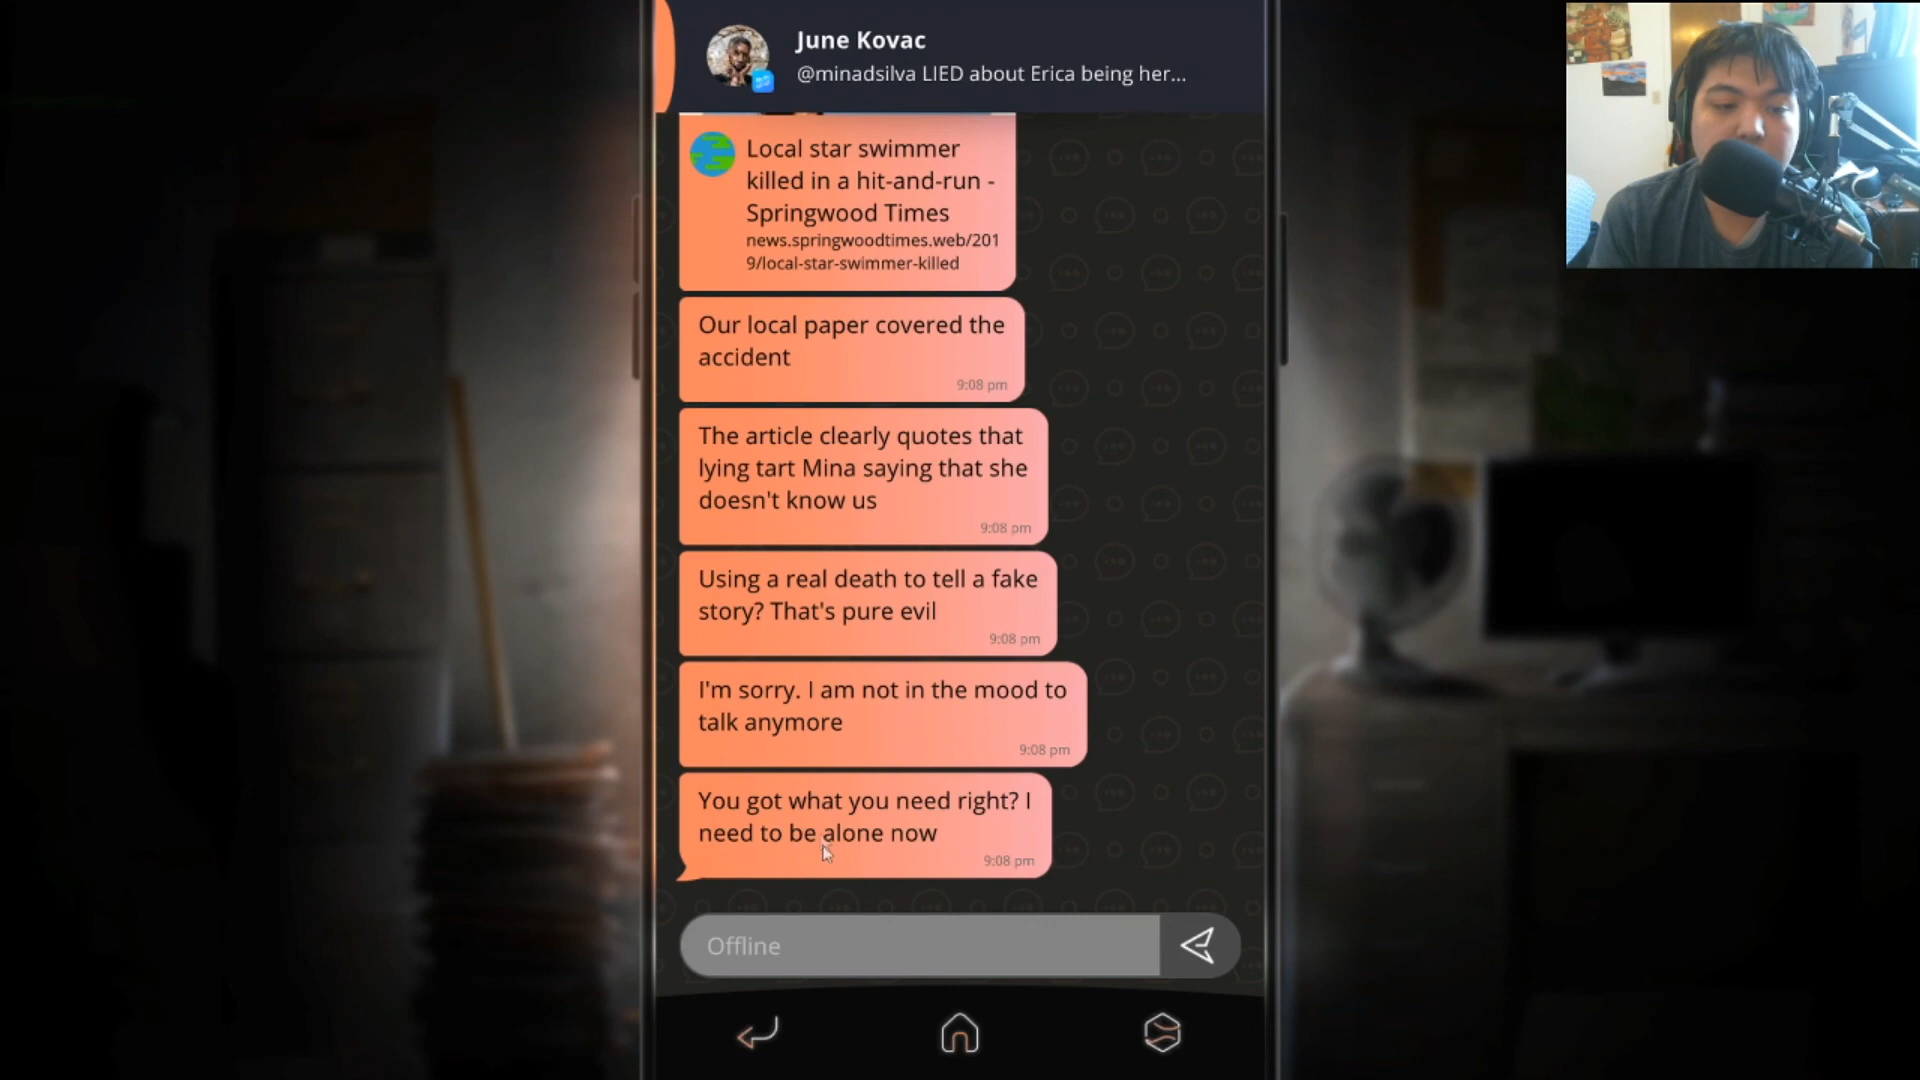 June Kovac
@minadsilva LIED about Erica being her...
Local star swimmer
killed in a hit-and-run -
Springwood Times
news.springwoodtimes.web/201
9/local-star-swimmer-killed
Our local paper covered the
accident
9:08 pm
The article clearly quotes that
lying tart Mina saying that she
doesn't know us
9:08 pm
Using a real death to tell a fake
story? That's pure evil
9:08 pm
I'm sorry. I am not in the mood to
talk anymore
9:08 pm
You got what you need right? I
need to be alone now
9:08 pm
Offline